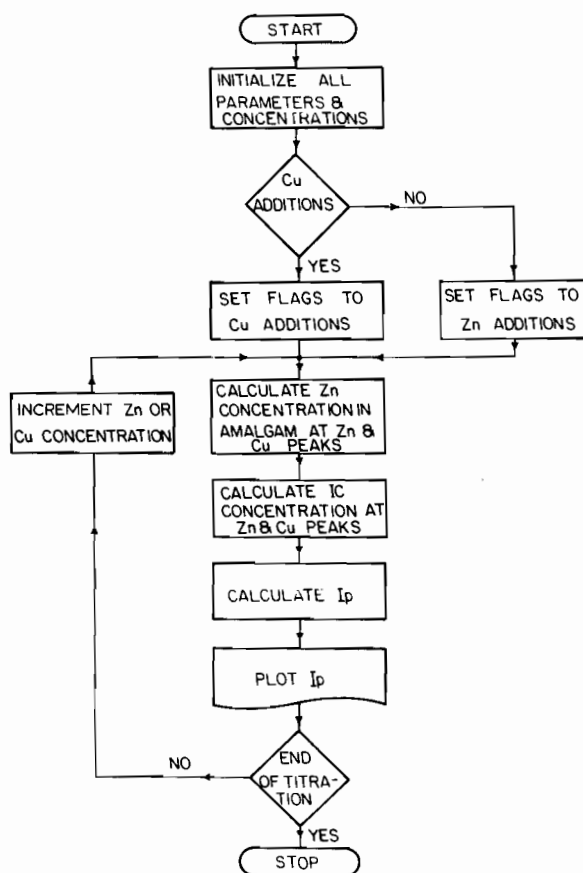 START
INITIALIZE ALL
PARAMETERS &
CONCENTRATIONS
Cu
ADDITIONS
NO
YES
SET FLAGS TO
Cu ADDITIONS
SET FLAGS TO
Zn ADDITIONS
INCREMENT Zn OR
Cu CONCENTRATION
CALCULATE Zn
CONCENTRATION IN
AMALGAM AT Zn &
Cu PEAKS
CALCULATE IC
CONCENTRATION AT
Zn & Cu PEAKS
CALCULATE Ip
PLOT Ip
NO
END
OF TITRA-
TION
YES
STOP